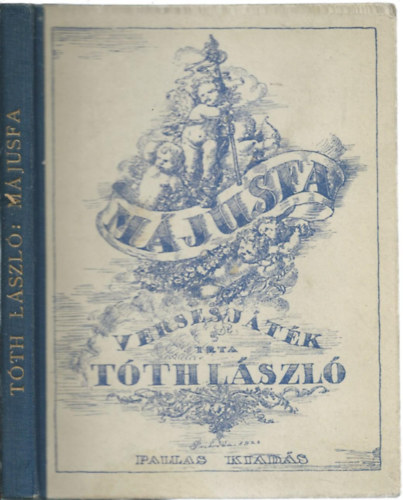 TÓTH LÁSZLÓ: MÁJUSFA
MÁJUSFA
VERSESJÁTÉK
IRTA
TÓTH LÁSZLÓ
PALLAS KIADÁS